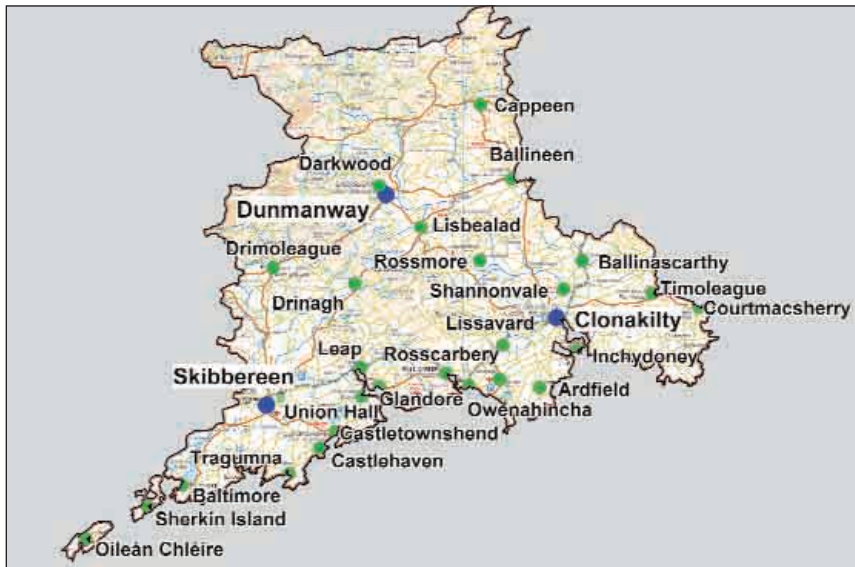 Cappeen
Ballineen
Darkwood
Dunmanway
Lisbealad
Drimoleague
Rossmore
Ballinascarthy
Drinagh
Shannonvale
Timoleague
Courtmacsherry
Lissavard
Clonakilty
Leap
Rosscarbery
Inchydoney
Skibbereen
Glandore
Ardfield
Union Hall
Owenahincha
Castletownshend
Tragumna
Castlehaven
Baltimore
Sherkin Island
Oileán Chléire